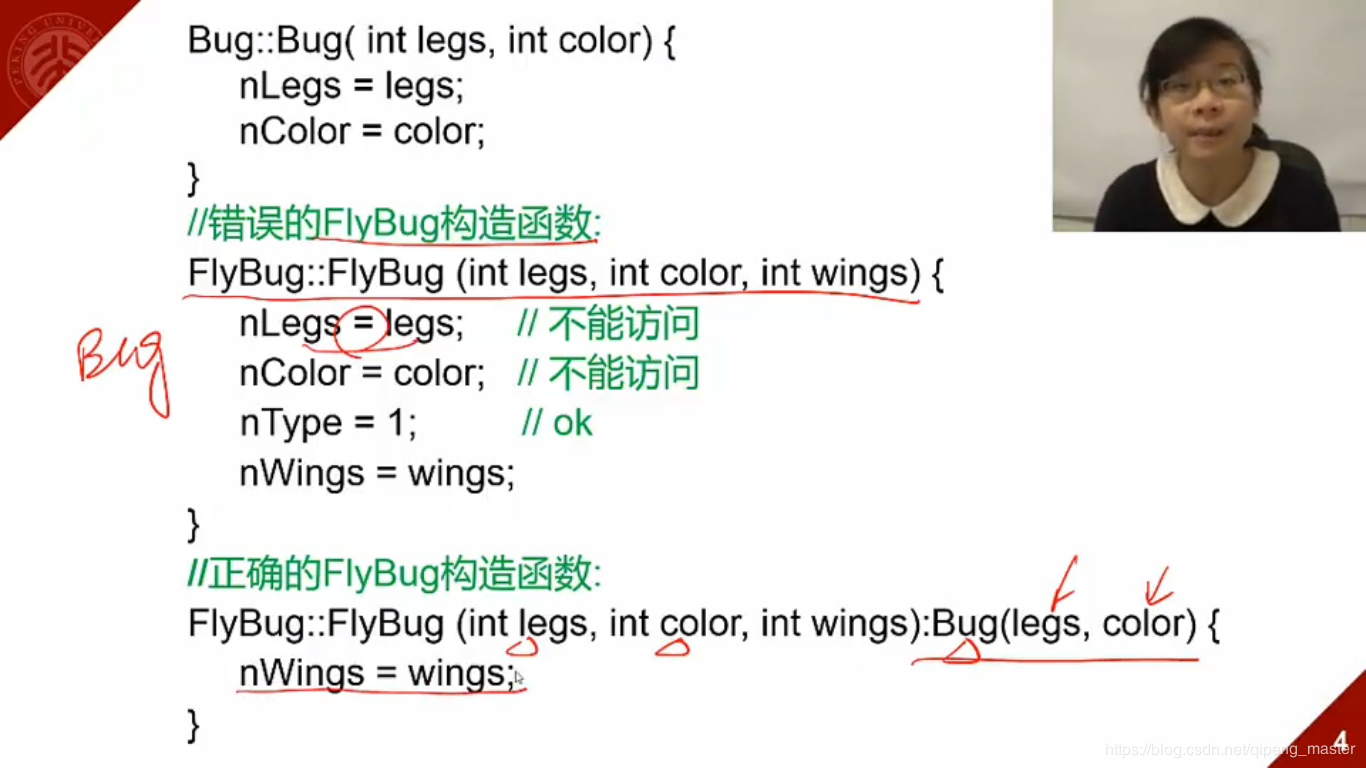 Bug::Bug( int legs, int color) {
nLegs = legs;
nColor = color;
}
//错误的FlyBug构造函数:
FlyBug::FlyBug (int legs, int color, int wings) {
nLegs = legs; // 不能访问
nColor = color; // 不能访问
nType = 1; // ok
nWings = wings;
}
Bug
//正确的FlyBug构造函数:
FlyBug::FlyBug (int legs, int color, int wings):Bug(legs, color) {
nWings = wings;
}
4
https://blog.csdn.net/qipeng_master